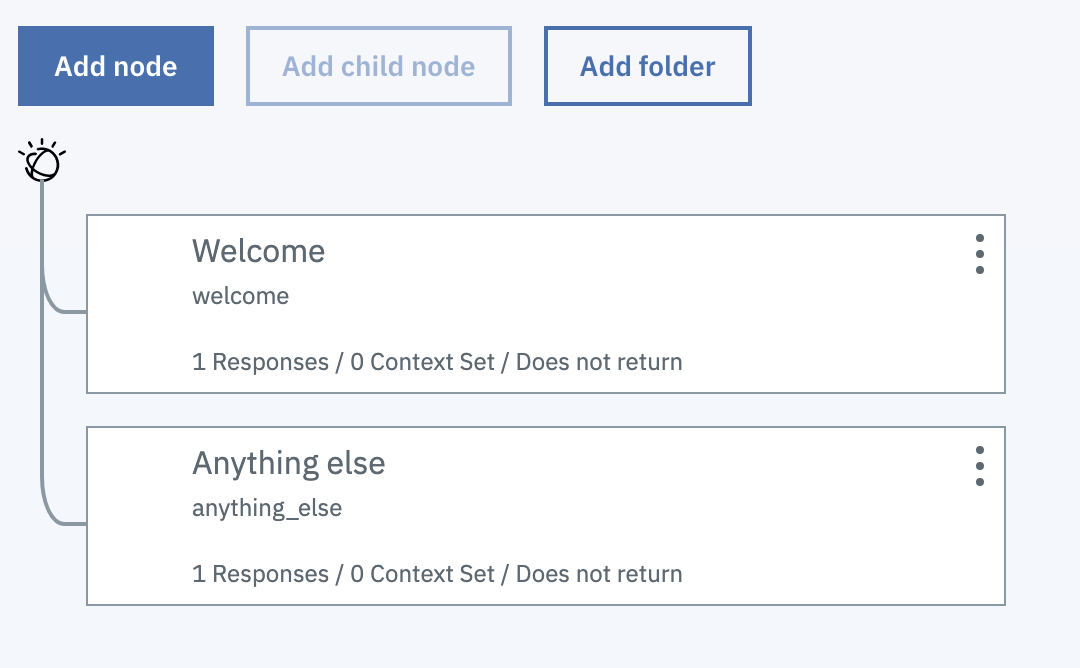 Add node
Add child node
Add folder
Welcome
welcome
1 Responses / 0 Context Set / Does not return
Anything else
anything_else
1 Responses / 0 Context Set / Does not return